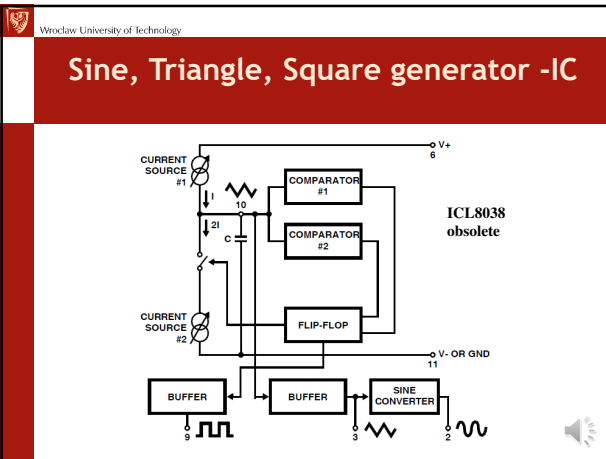 Wrocław University of Technology
Sine, Triangle, Square generator -IC
V+
6
CURRENT
SOURCE
#1
I
10
2I
C
COMPARATOR
#1
COMPARATOR
#2
ICL8038
obsolete
CURRENT
SOURCE
#2
FLIP-FLOP
V- OR GND
11
BUFFER
BUFFER
SINE
CONVERTER
9
3
2